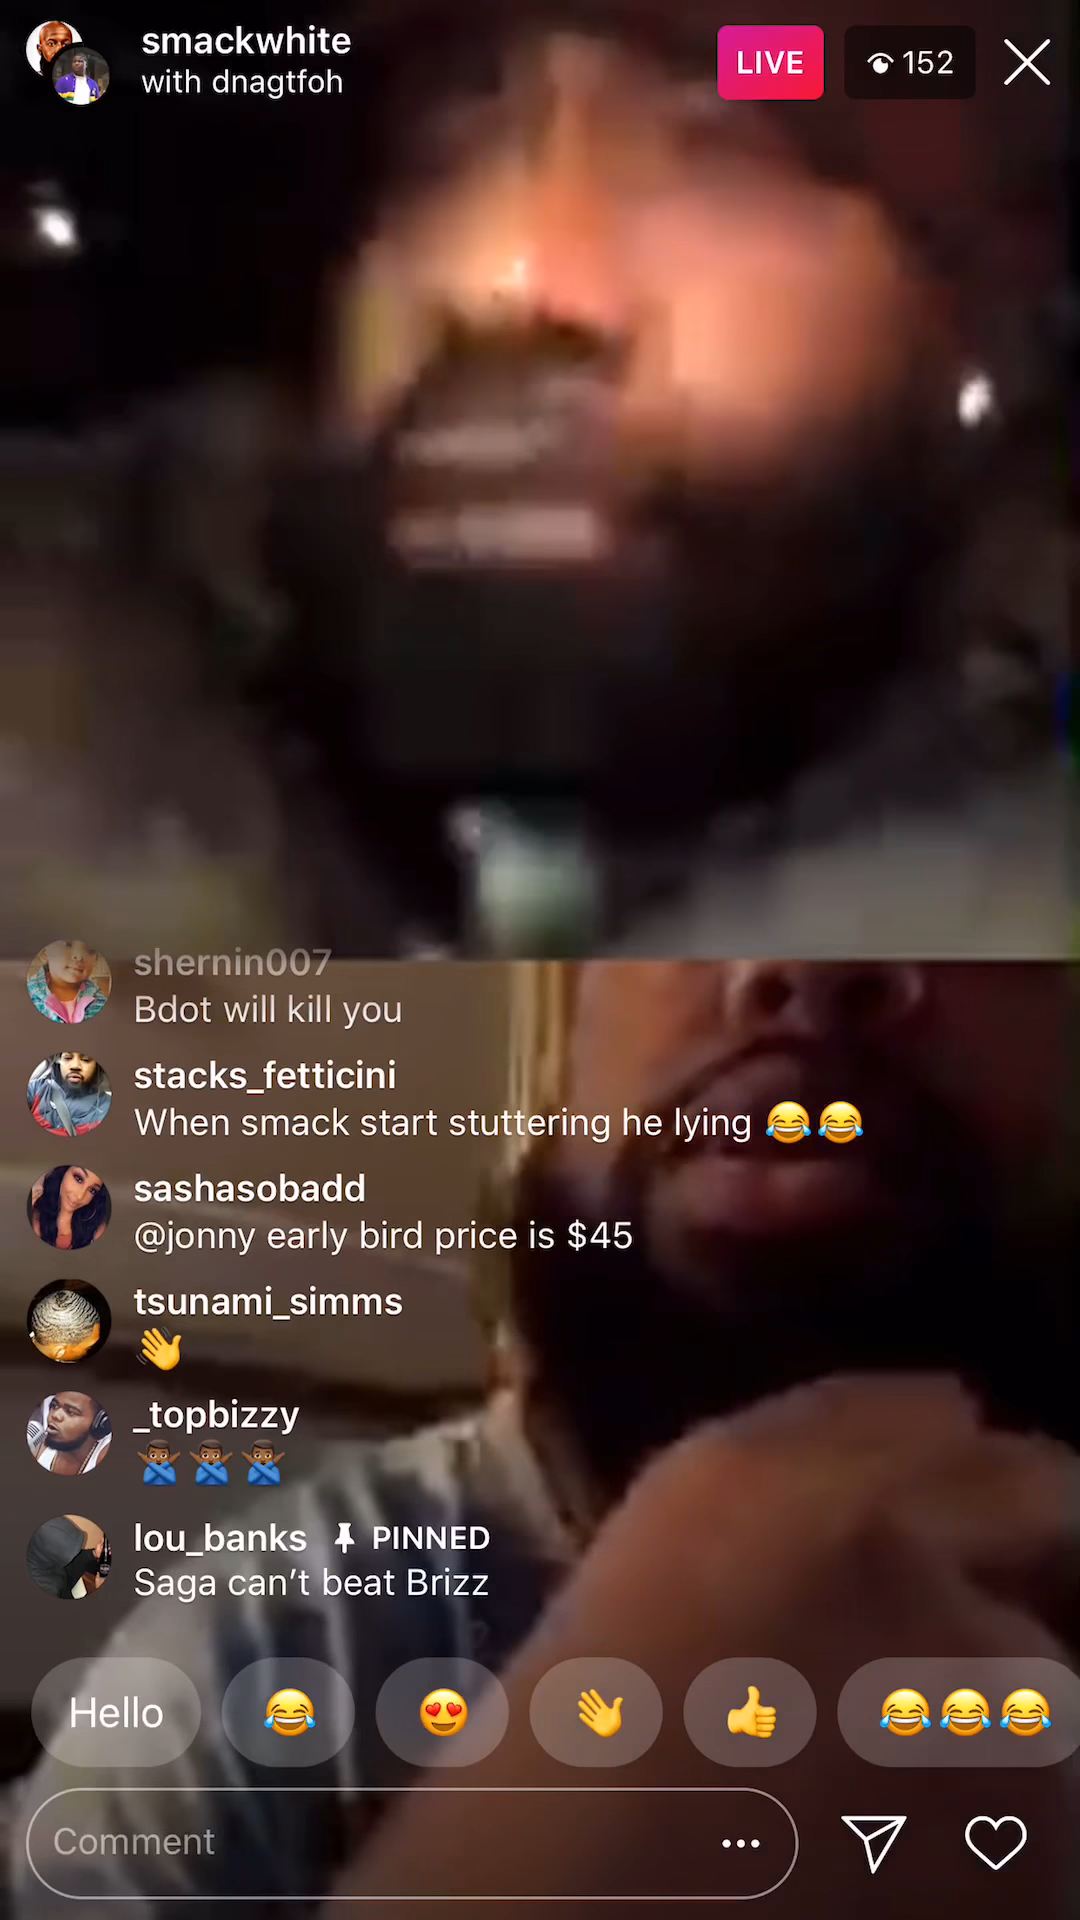 smackwhite
with dnagtfoh
LIVE
152
shernin007
Bdot will kill you
stacks_fetticini
When smack start stuttering he lying 😂😂
sashasobadd
@jonny early bird price is $45
tsunami_simms
👋
_topbizzy
🙅🏾‍♂️🙅🏾‍♂️🙅🏾‍♂️
lou_banks PINNED
Saga can’t beat Brizz
Hello 😂 😍 👋 👍 😂😂😂
Comment